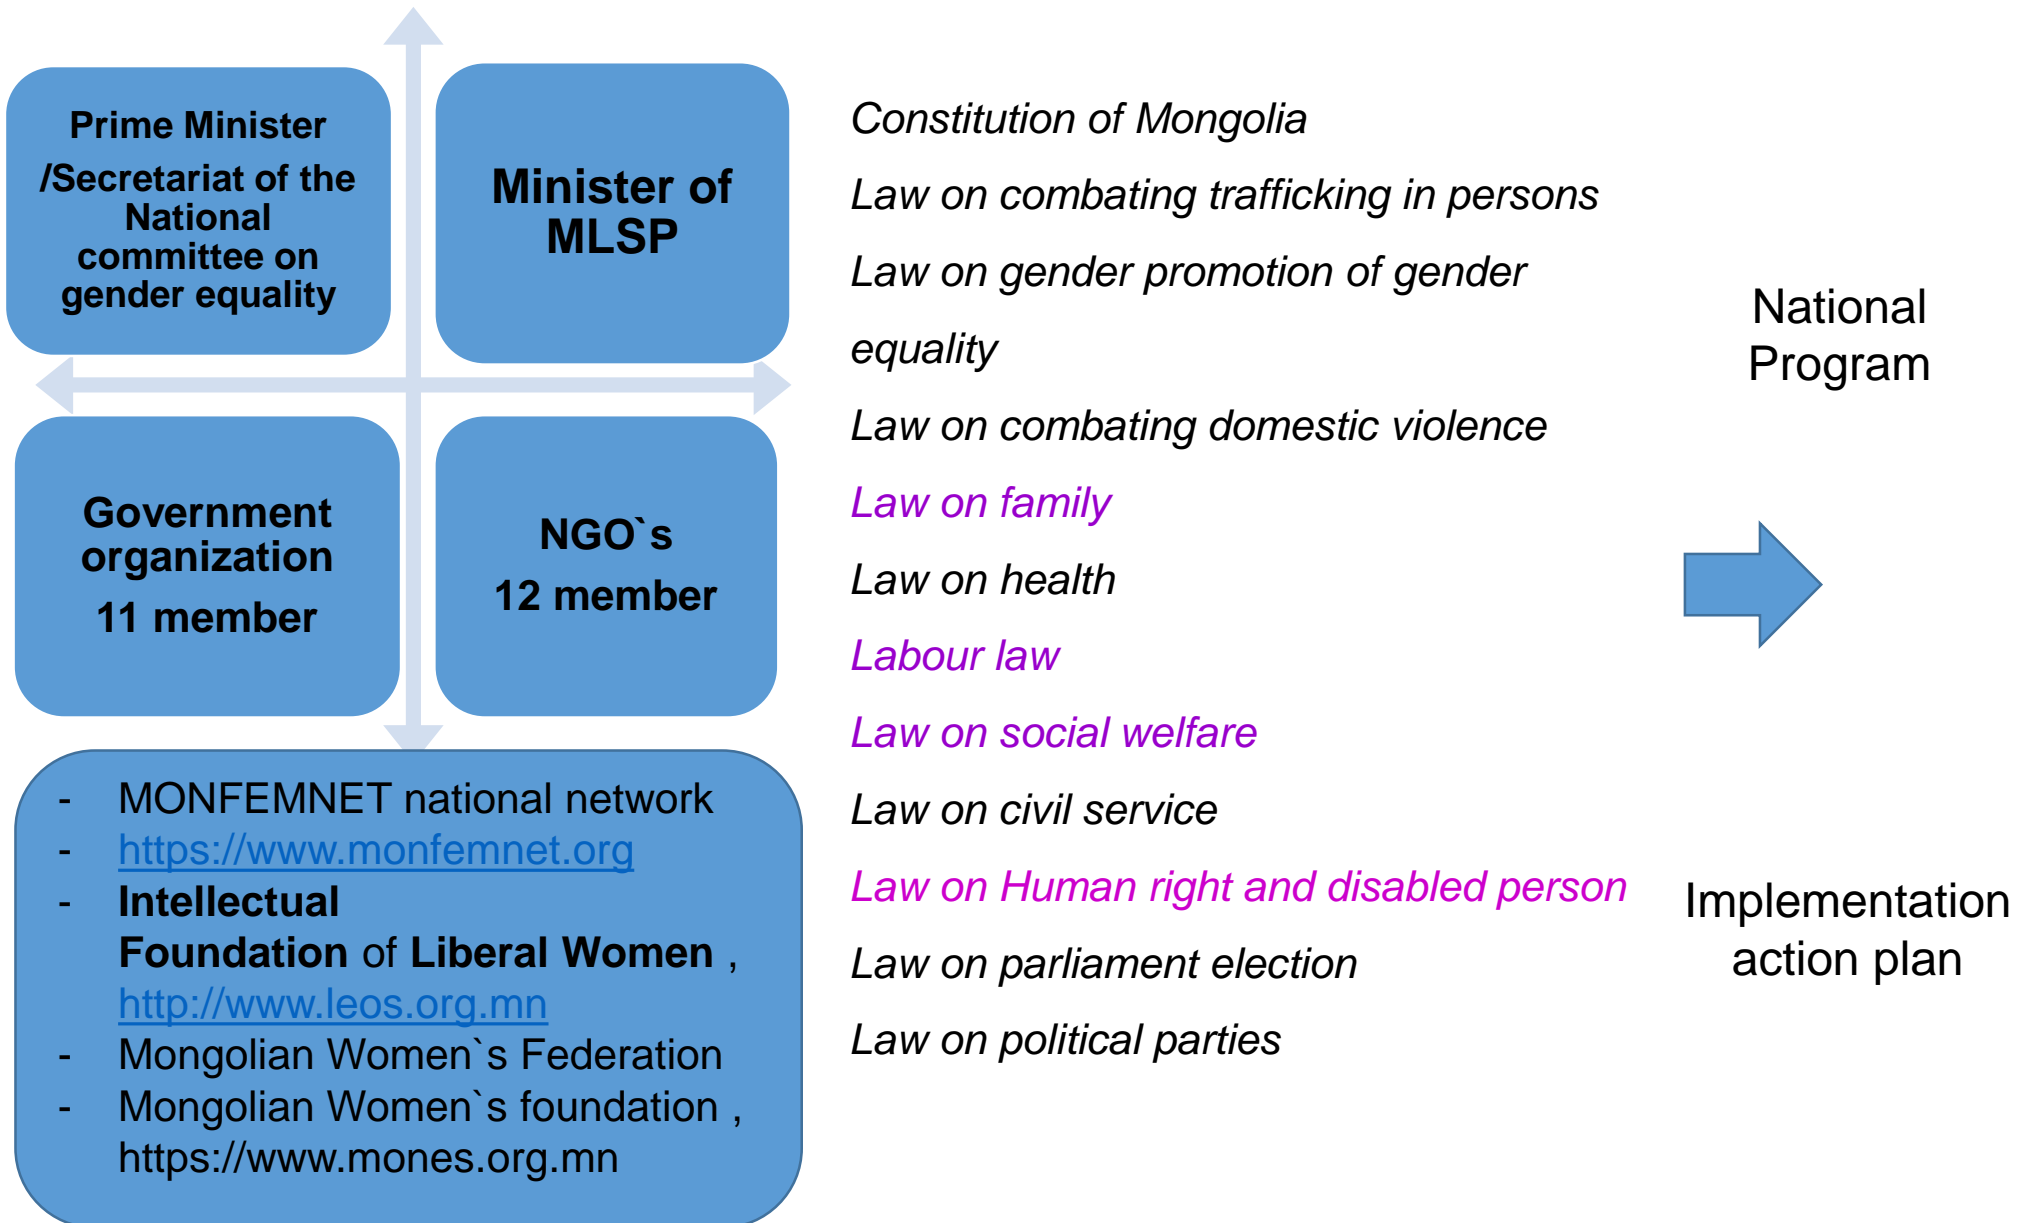 Prime Minister
/Secretariat of the
National
committee on
gender equality
Minister of
MLSP
Government
organization
11 member
NGO`s
12 member
- MONFEMNET national network
- https://www.monfemnet.org
- Intellectual
Foundation of Liberal Women ,
http://www.leos.org.mn
- Mongolian Women`s Federation
- Mongolian Women`s foundation ,
https://www.mones.org.mn
Constitution of Mongolia
Law on combating trafficking in persons
Law on gender promotion of gender
equality
Law on combating domestic violence
Law on family
Law on health
Labour law
Law on social welfare
Law on civil service
Law on Human right and disabled person
Law on parliament election
Law on political parties
National
Program
Implementation
action plan